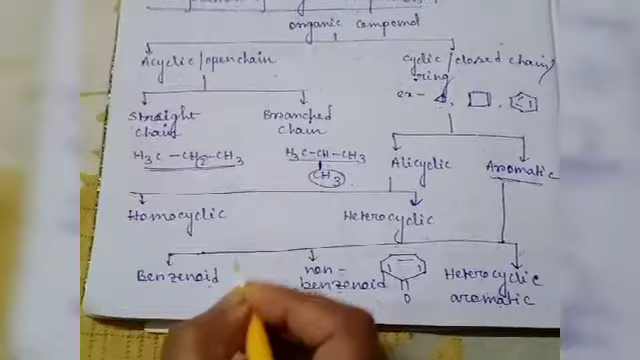 organic compound
Acyclic/openchain
cyclic/closed chain/
ring
ex-
straight
chain
Branched
chain
H3C-CH2-CH3
H3C-CH-CH3
CH3
Alicyclic
Aromatic
Homocyclic
Heterocyclic
Benzenoid
non-
benzenoid
O
Heterocyclic
aromatic